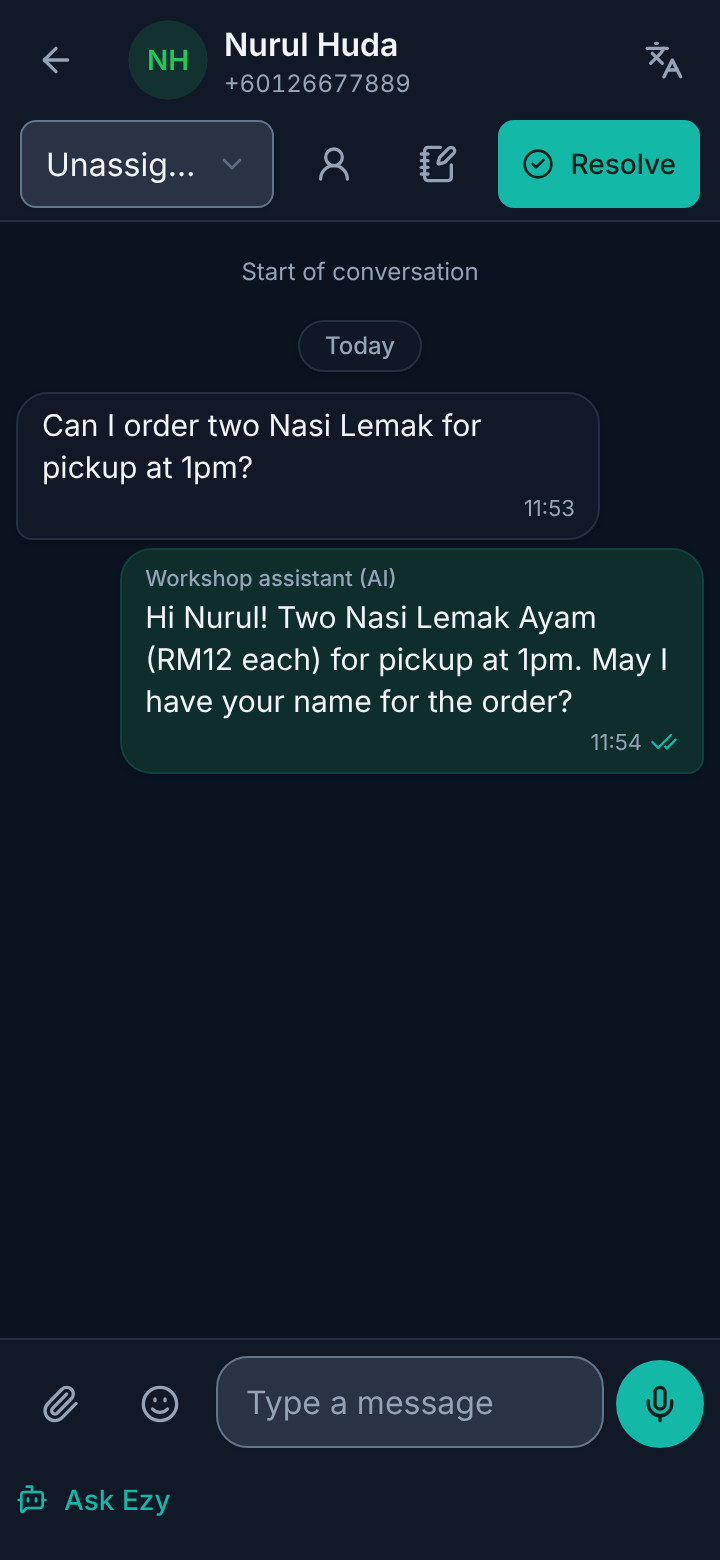 NH
Nurul Huda
+60126677889
Unassig...
Resolve
Start of conversation
Today
Can I order two Nasi Lemak for
pickup at 1pm?
11:53
Workshop assistant (AI)
Hi Nurul! Two Nasi Lemak Ayam
(RM12 each) for pickup at 1pm. May I
have your name for the order?
11:54
Type a message
Ask Ezy